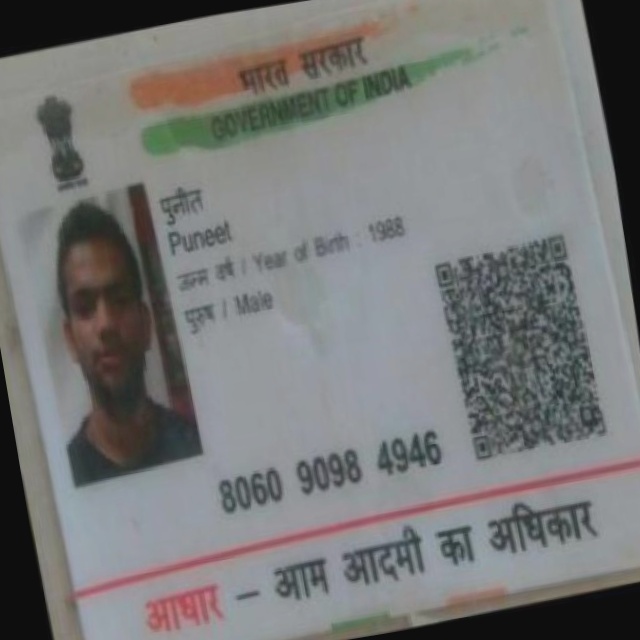 भारत सरकार
GOVERNMENT OF INDIA
पुनीत
Puneet
जन्म वर्ष / Year of Birth : 1988
पुरुष / Male
8060 9098 4946
आधार – आम आदमी का अधिकार